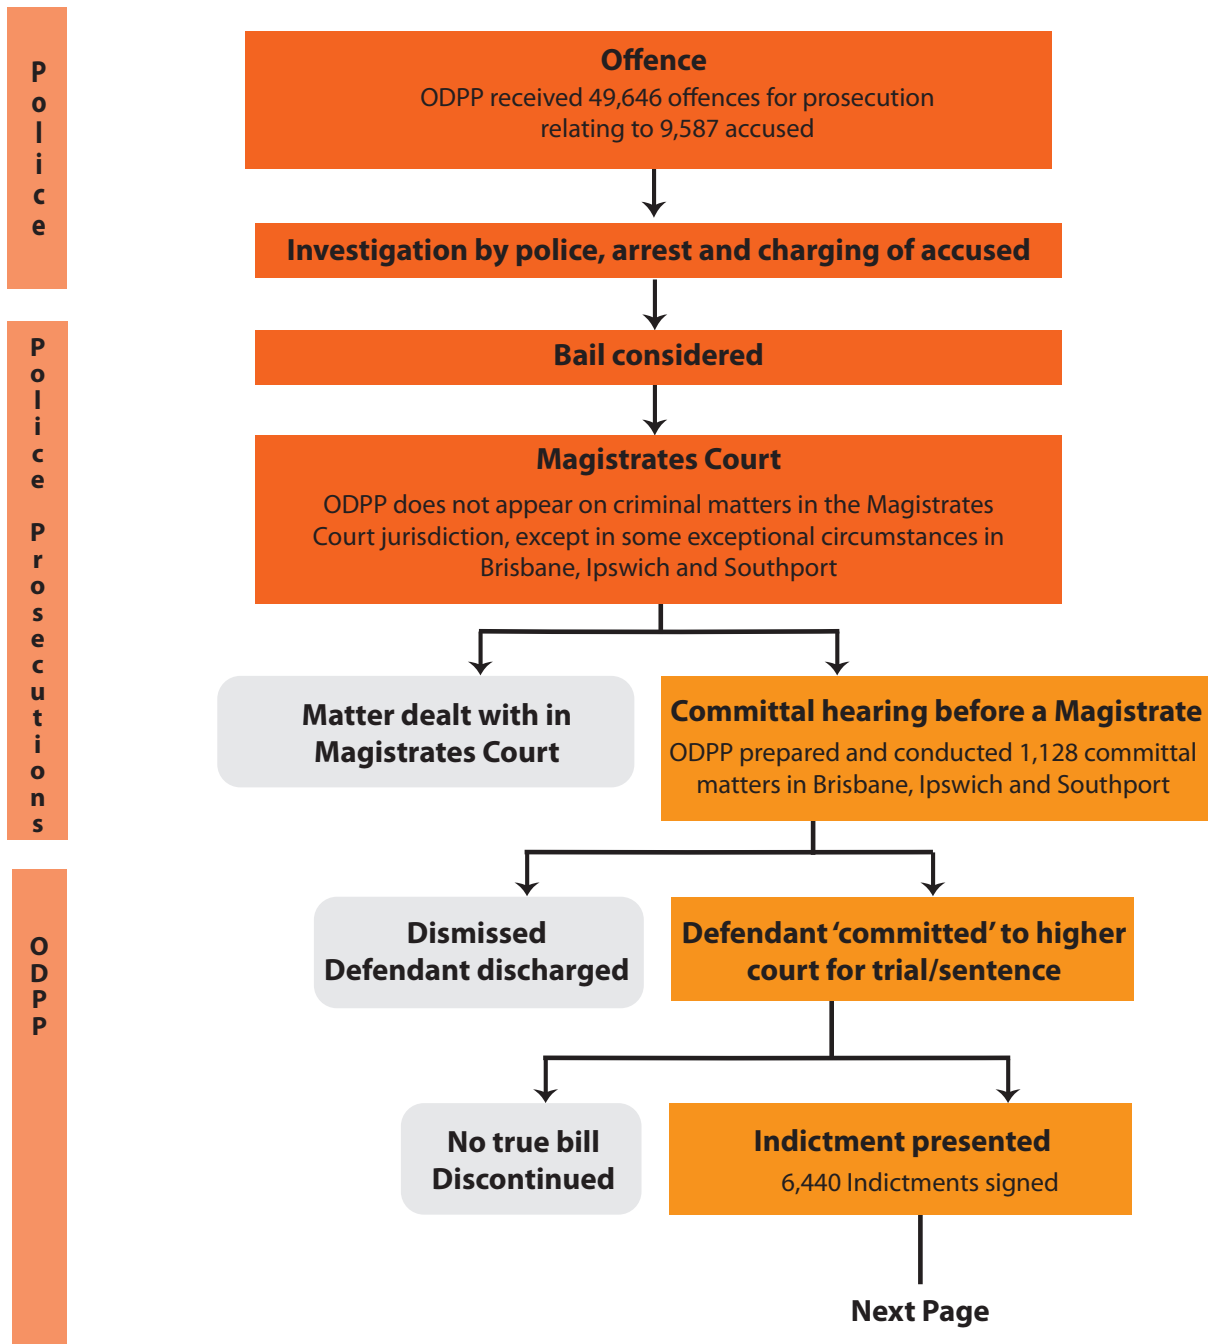 Police
Offence
ODPP received 49,646 offences for prosecution
relating to 9,587 accused
Investigation by police, arrest and charging of accused
Police Prosecutions
Bail considered
Magistrates Court
ODPP does not appear on criminal matters in the Magistrates
Court jurisdiction, except in some exceptional circumstances in
Brisbane, Ipswich and Southport
Matter dealt with in
Magistrates Court
Committal hearing before a Magistrate
ODPP prepared and conducted 1,128 committal
matters in Brisbane, Ipswich and Southport
ODPP
Dismissed
Defendant discharged
Defendant ‘committed’ to higher
court for trial/sentence
No true bill
Discontinued
Indictment presented
6,440 Indictments signed
Next Page